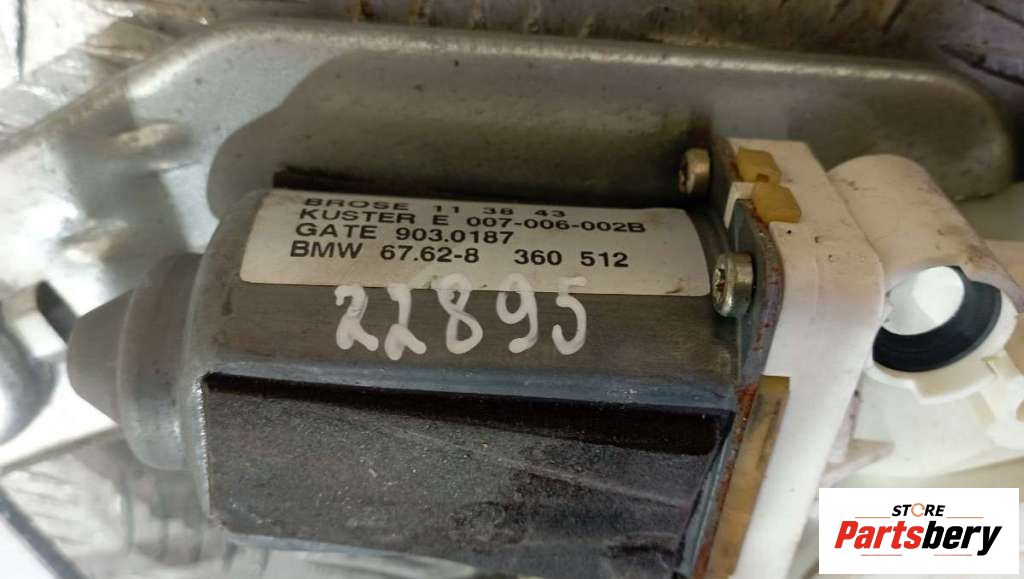 BROSE 11 38 43
KUSTER E 007-006-002B
GATE 903.0187
BMW 67.62-8 360 512
22895
STORE
Partsbery